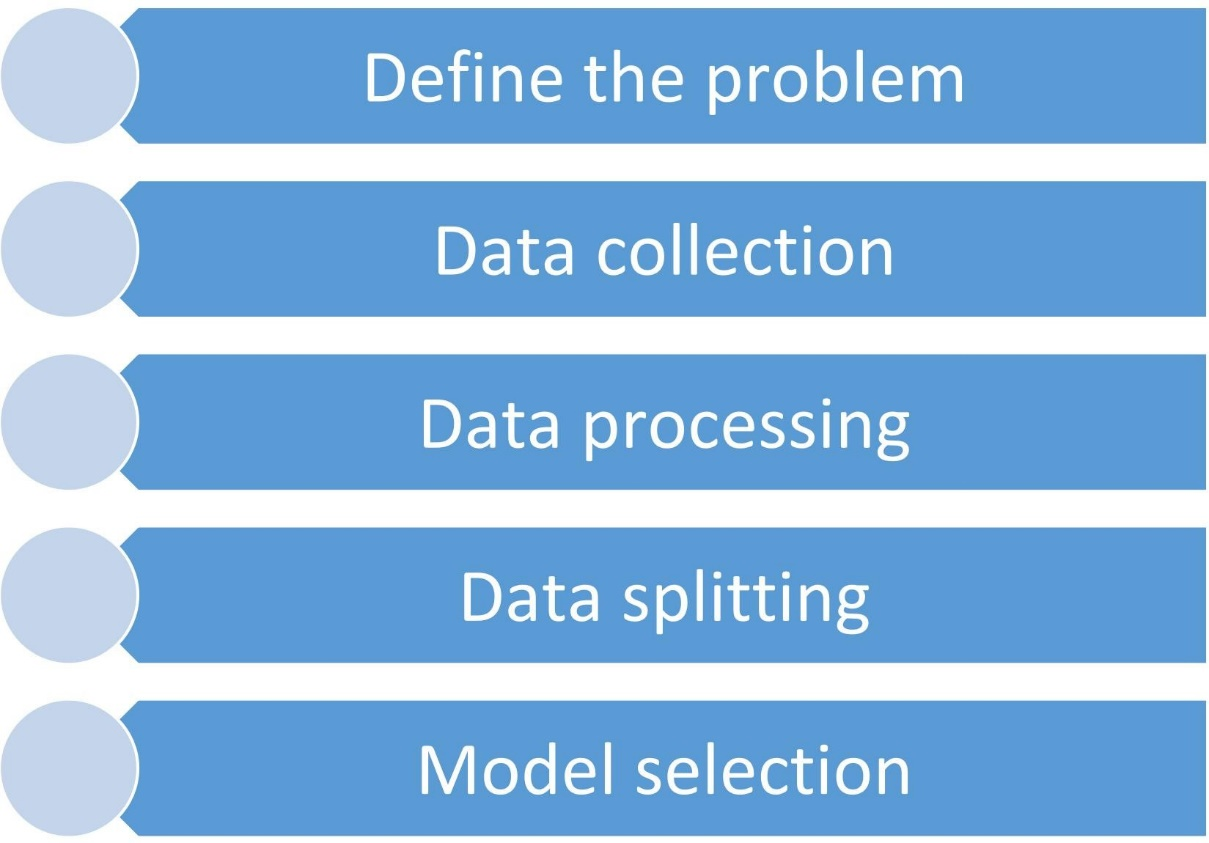 Define the problem
Data collection
Data processing
Data splitting
Model selection